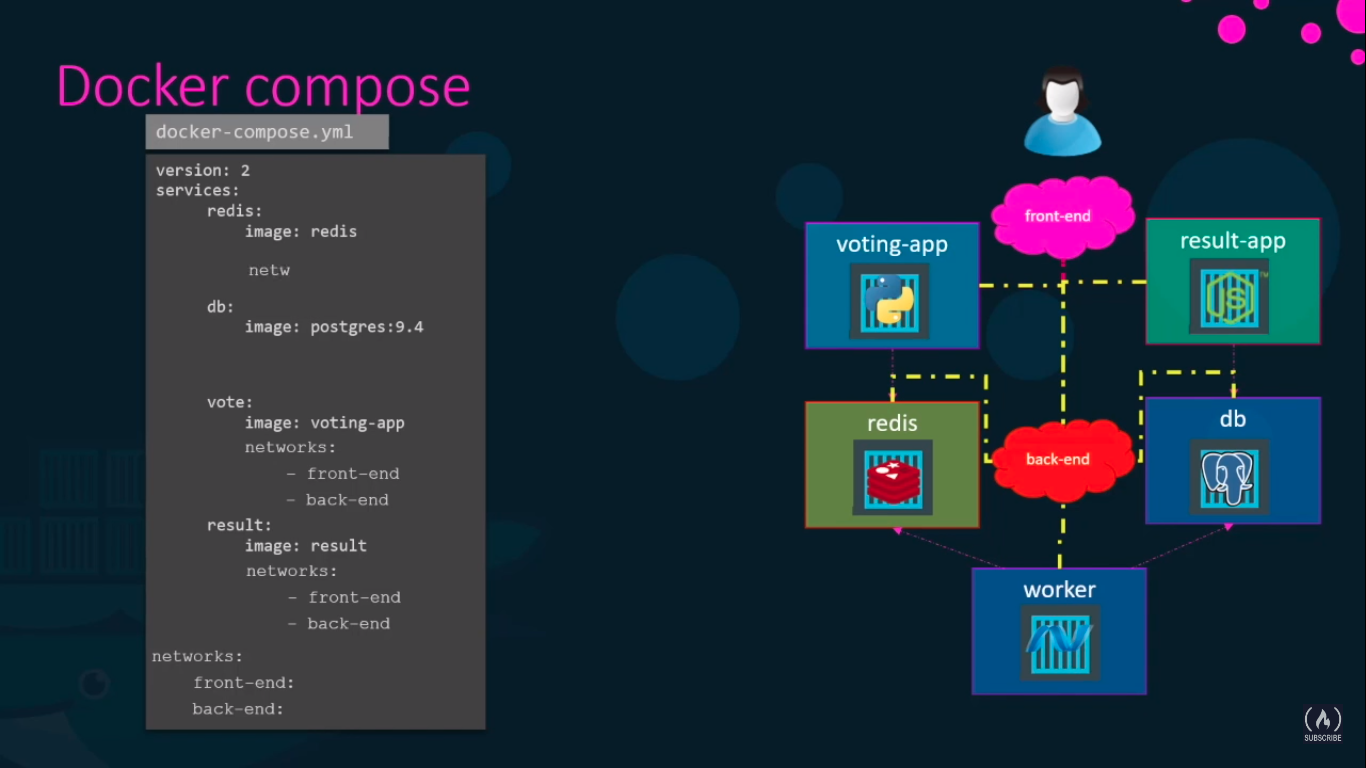 Docker compose
docker-compose.yml
version: 2
services:
redis:
image: redis
netw
db:
image: postgres:9.4
vote:
image: voting-app
networks:
- front-end
- back-end
result:
image: result
networks:
- front-end
- back-end
networks:
front-end:
back-end:
front-end
voting-app
result-app
JS
TM
redis
db
back-end
worker
SUBSCRIBE